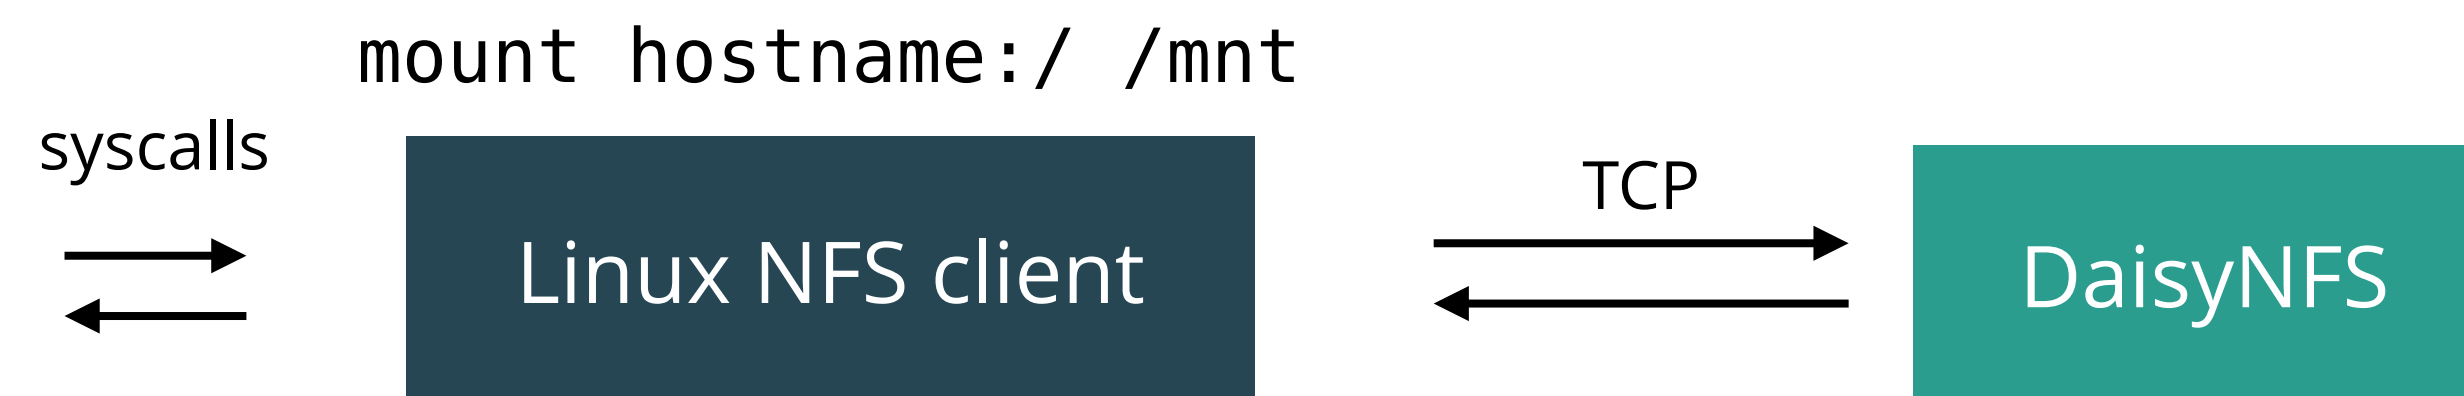 mount hostname:/ /mnt
syscalls
Linux NFS client
TCP
DaisyNFS